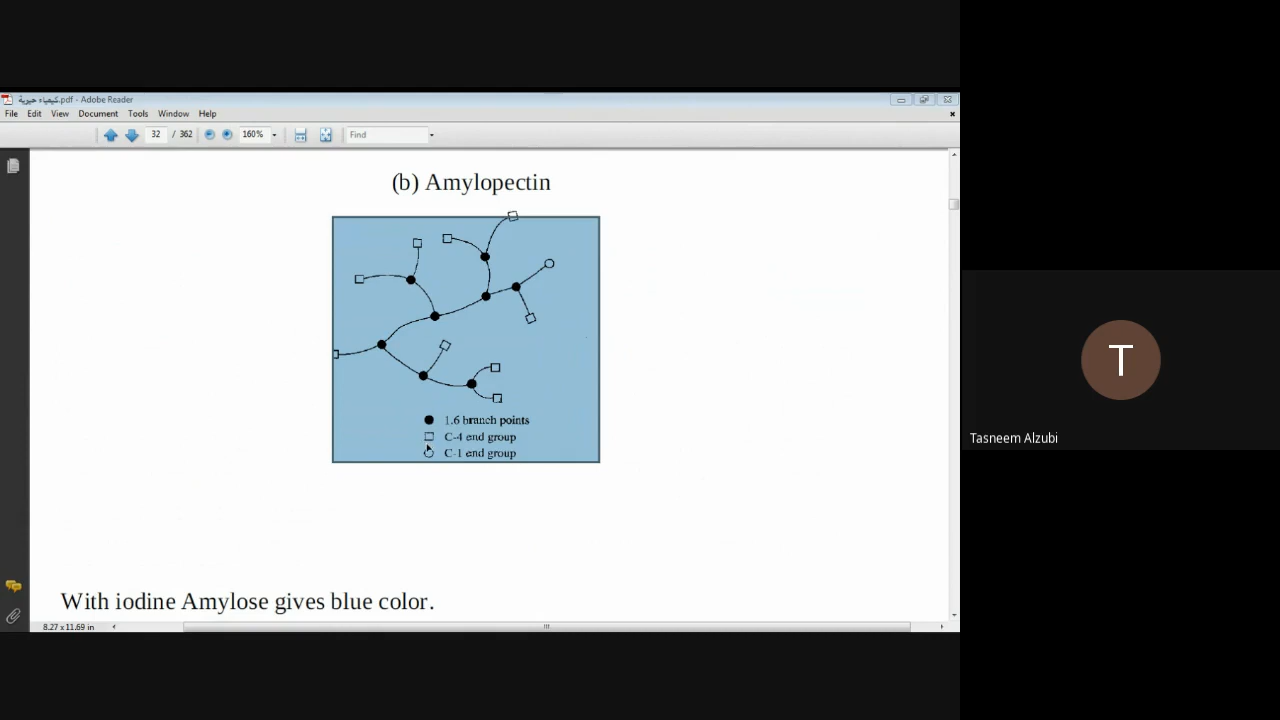 كيمياء حيوية.pdf - Adobe Reader
File Edit View Document Tools Window Help
32 / 362 160% Find
(b) Amylopectin
1.6 branch points
C-4 end group
C-1 end group
With iodine Amylose gives blue color.
8.27 x 11.69 in
T
Tasneem Alzubi